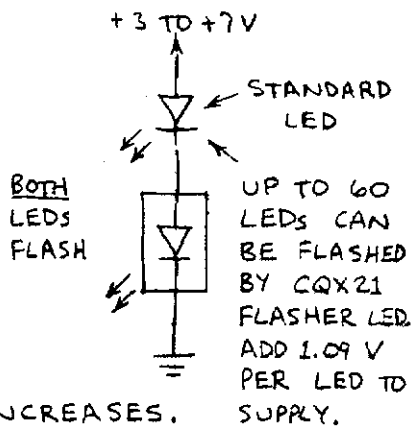 +3 TO +7V
STANDARD
LED
BOTH
LEDs
FLASH
UP TO 60
LEDs CAN
BE FLASHED
BY CQX21
FLASHER LED.
ADD 1.09 V
PER LED TO
SUPPLY.
NCREASES.